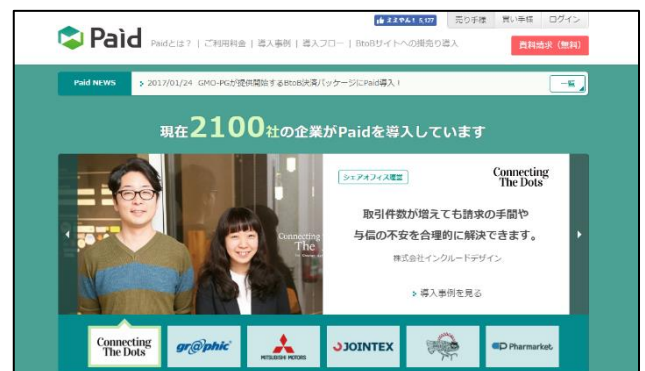 売り手様 買い手様 ログイン
Paid Paidとは? | ご利用料金 | 導入事例 | 導入フロー | BtoBサイトへの掛売り導入 資料請求(無料)
Paid NEWS 2017/01/24 GMO-PGが提供開始するBtoB決済パッケージにPaid導入! 一覧
現在2100社の企業がPaidを導入しています
シェアオフィス運営
Connecting
The Dots
取引件数が増えても請求の手間や
与信の不安を合理的に解決できます。
株式会社インクルードデザイン
導入事例を見る
Connecting
The
Connecting
The Dots
gr@phic
MITSUBISHI MOTORS
JOINTEX
Pharmarket